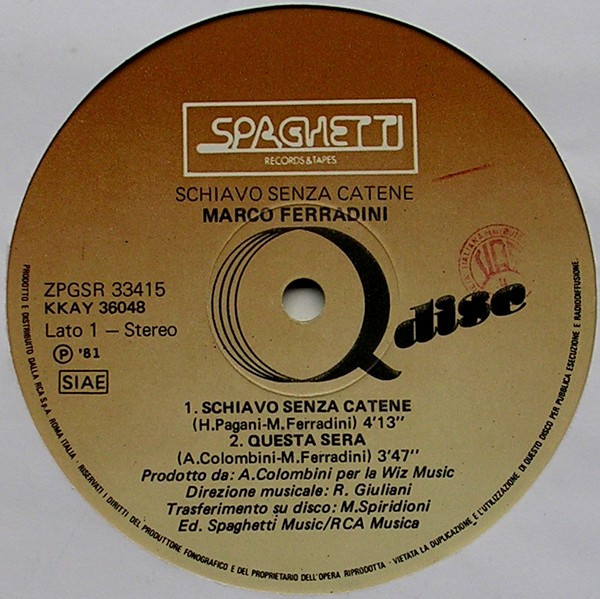 SPAGHETTI
RECORDS & TAPES
SCHIAVO SENZA CATENE
MARCO FERRADINI
Q disc
ZPGSR 33415
KKAY 36048
Lato 1 – Stereo
Ⓟ '81
SIAE
1. SCHIAVO SENZA CATENE
(H.Pagani-M.Ferradini) 4'13"
2. QUESTA SERA
(A.Colombini-M.Ferradini) 3'47"
Prodotto da: A.Colombini per la Wiz Music
Direzione musicale: R. Giuliani
Trasferimento su disco: M.Spiridioni
Ed. Spaghetti Music/RCA Musica
PRODOTTO E DISTRIBUITO DALLA RCA S.p.A. ROMA ITALIA - RISERVATI I DIRITTI DEL PRODUTTORE FONOGRAFICO E DEL PROPRIETARIO DELL'OPERA RIPRODOTTA - VIETATA LA DUPLICAZIONE E L'UTILIZZAZIONE DI QUESTO DISCO PER PUBBLICA ESECUZIONE E RADIODIFFUSIONE.